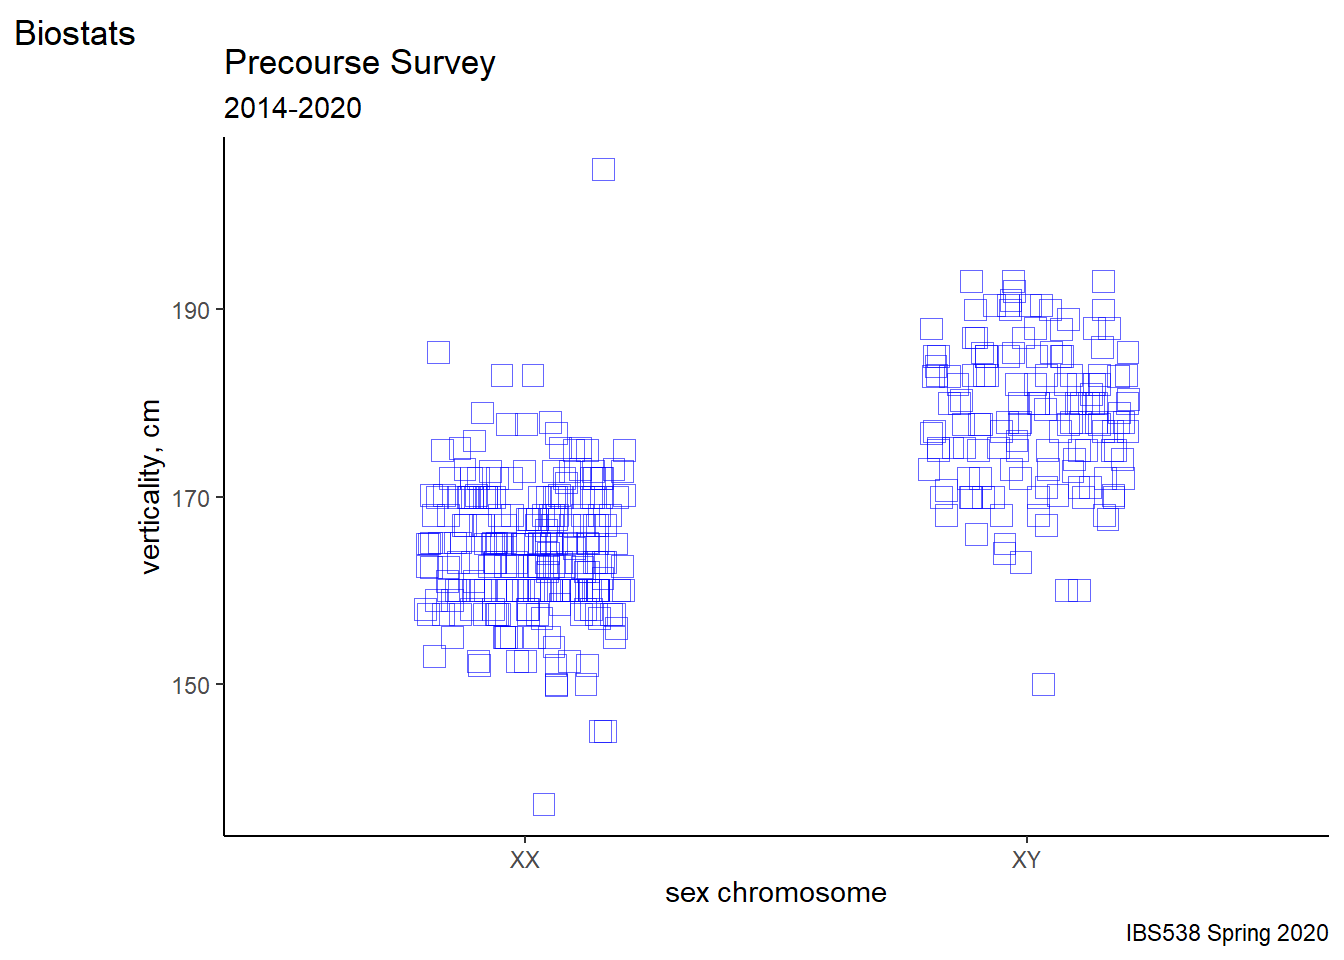 Biostats
Precourse Survey
2014-2020
verticality, cm
190
170
150
XX
XY
sex chromosome
IBS538 Spring 2020